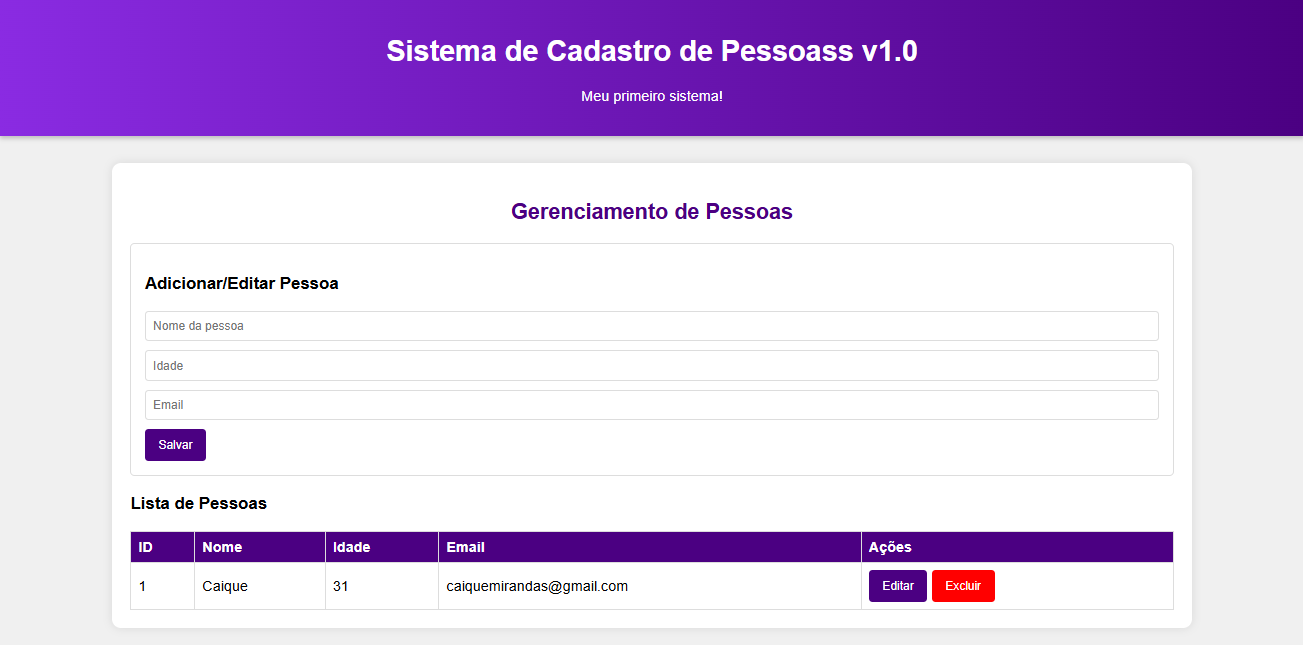 Sistema de Cadastro de Pessoass v1.0
Meu primeiro sistema!
Gerenciamento de Pessoas
Adicionar/Editar Pessoa
Nome da pessoa
Idade
Email
Salvar
Lista de Pessoas
ID Nome Idade Email Ações
1 Caique 31 caiquemirandas@gmail.com Editar Excluir